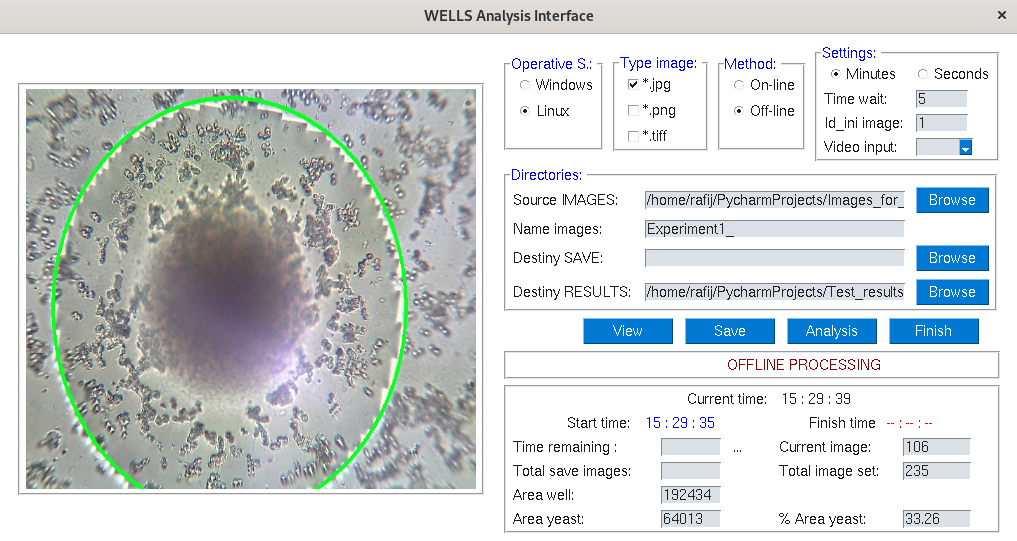 WELLS Analysis Interface
×
Operative S.:
Windows
Linux
Type image:
*.jpg
*.png
*.tiff
Method:
On-line
Off-line
Settings:
Minutes
Seconds
Time wait: 5
Id_ini image: 1
Video input:
Directories:
Source IMAGES: /home/rafij/PycharmProjects/Images_for_ Browse
Name images: Experiment1_
Destiny SAVE: Browse
Destiny RESULTS: /home/rafij/PycharmProjects/Test_results Browse
View Save Analysis Finish
OFFLINE PROCESSING
Current time: 15 : 29 : 39
Start time: 15 : 29 : 35 Finish time -- : -- : --
Time remaining : ... Current image: 106
Total save images: Total image set: 235
Area well: 192434
Area yeast: 64013 % Area yeast: 33.26